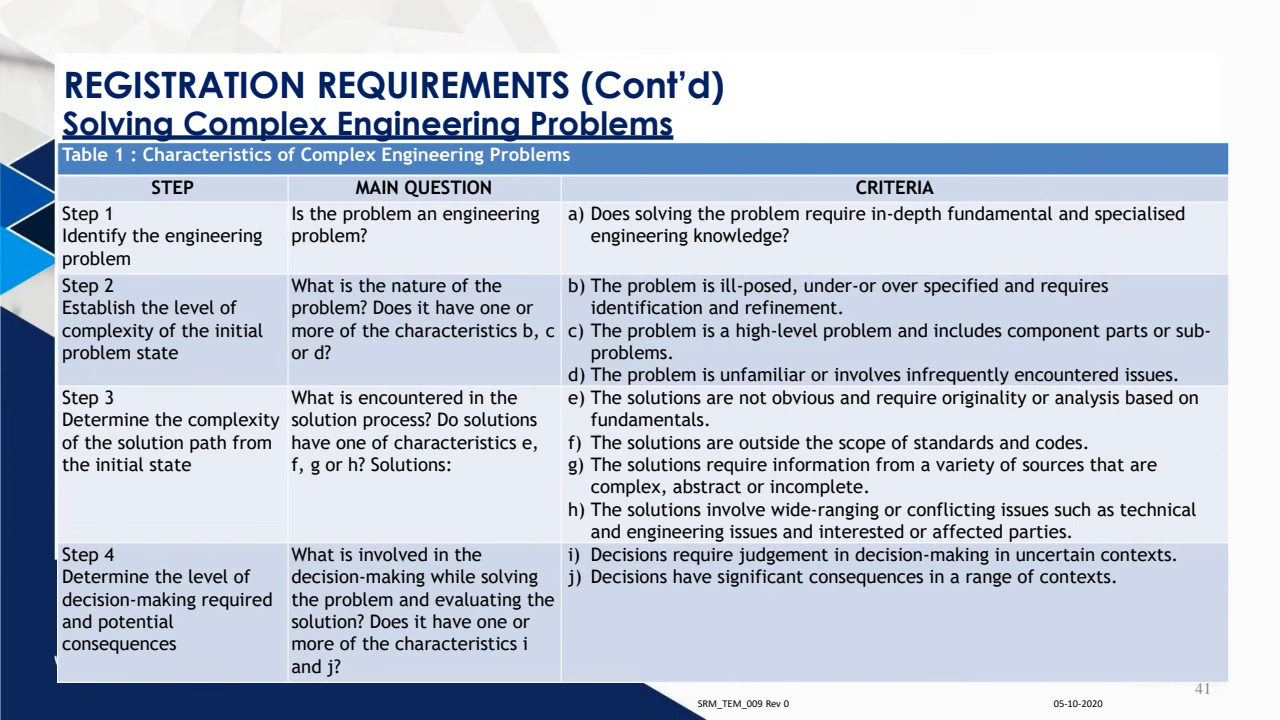 REGISTRATION REQUIREMENTS (Cont’d)
Solving Complex Engineering Problems
Table 1 : Characteristics of Complex Engineering Problems
STEP
MAIN QUESTION
CRITERIA
Step 1
Identify the engineering
problem
Is the problem an engineering
problem?
a) Does solving the problem require in-depth fundamental and specialised
engineering knowledge?
Step 2
Establish the level of
complexity of the initial
problem state
What is the nature of the
problem? Does it have one or
more of the characteristics b, c
or d?
b) The problem is ill-posed, under-or over specified and requires
identification and refinement.
c) The problem is a high-level problem and includes component parts or sub-
problems.
d) The problem is unfamiliar or involves infrequently encountered issues.
Step 3
Determine the complexity
of the solution path from
the initial state
What is encountered in the
solution process? Do solutions
have one of characteristics e,
f, g or h? Solutions:
e) The solutions are not obvious and require originality or analysis based on
fundamentals.
f) The solutions are outside the scope of standards and codes.
g) The solutions require information from a variety of sources that are
complex, abstract or incomplete.
h) The solutions involve wide-ranging or conflicting issues such as technical
and engineering issues and interested or affected parties.
Step 4
Determine the level of
decision-making required
and potential
consequences
What is involved in the
decision-making while solving
the problem and evaluating the
solution? Does it have one or
more of the characteristics i
and j?
i) Decisions require judgement in decision-making in uncertain contexts.
j) Decisions have significant consequences in a range of contexts.
41
SRM_TEM_009 Rev 0
05-10-2020